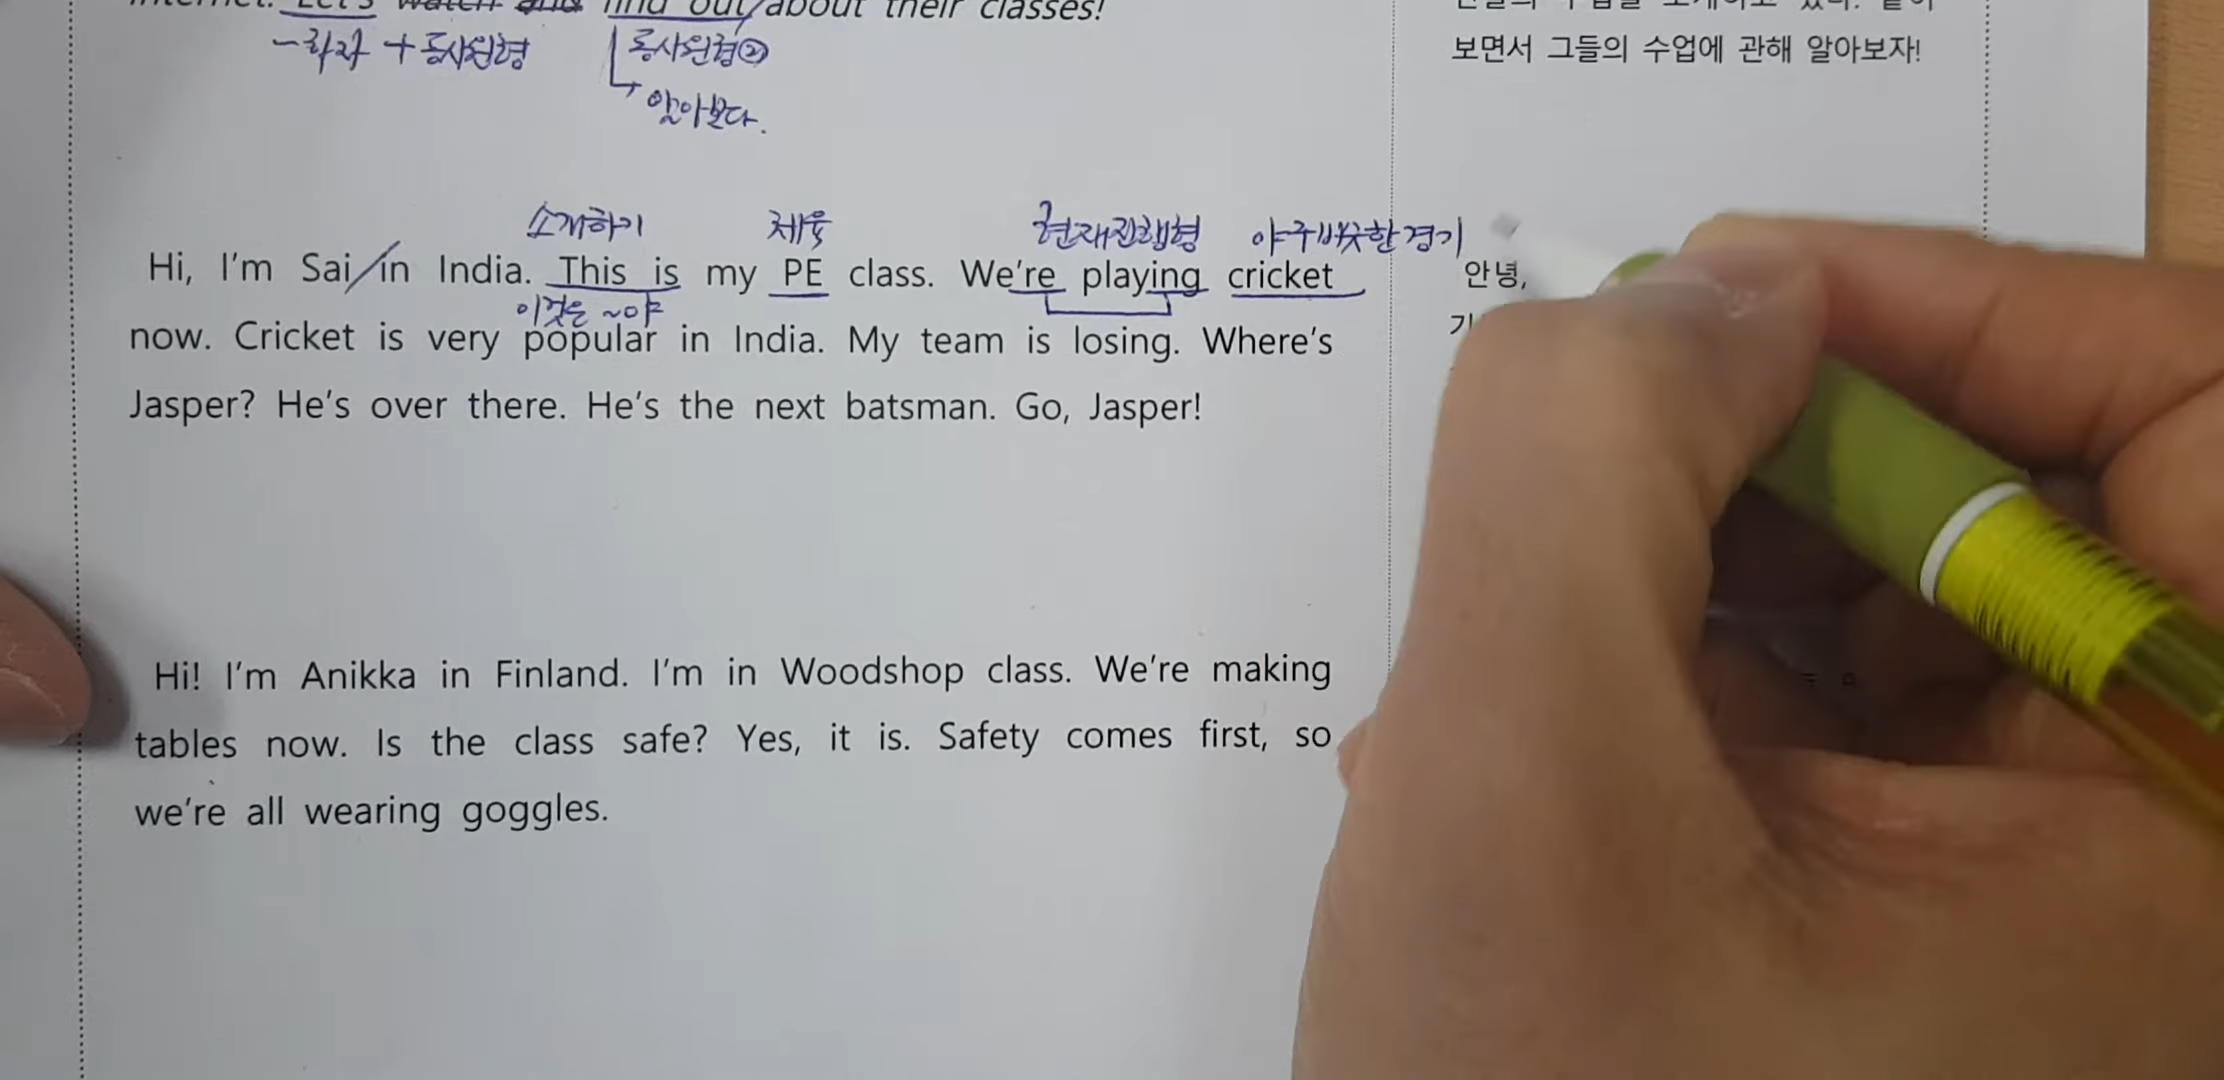 Let's watch and find out/about their classes!
~하자 +동사원형
동사원형②
알아보다.
보면서 그들의 수업에 관해 알아보자!
소개하기 체육 현재진행형 야구비슷한경기
Hi, I'm Sai/in India. This is my PE class. We're playing cricket
안녕,
이것은 ~야
now. Cricket is very popular in India. My team is losing. Where's
Jasper? He's over there. He's the next batsman. Go, Jasper!
Hi! I'm Anikka in Finland. I'm in Woodshop class. We're making
tables now. Is the class safe? Yes, it is. Safety comes first, so
we're all wearing goggles.